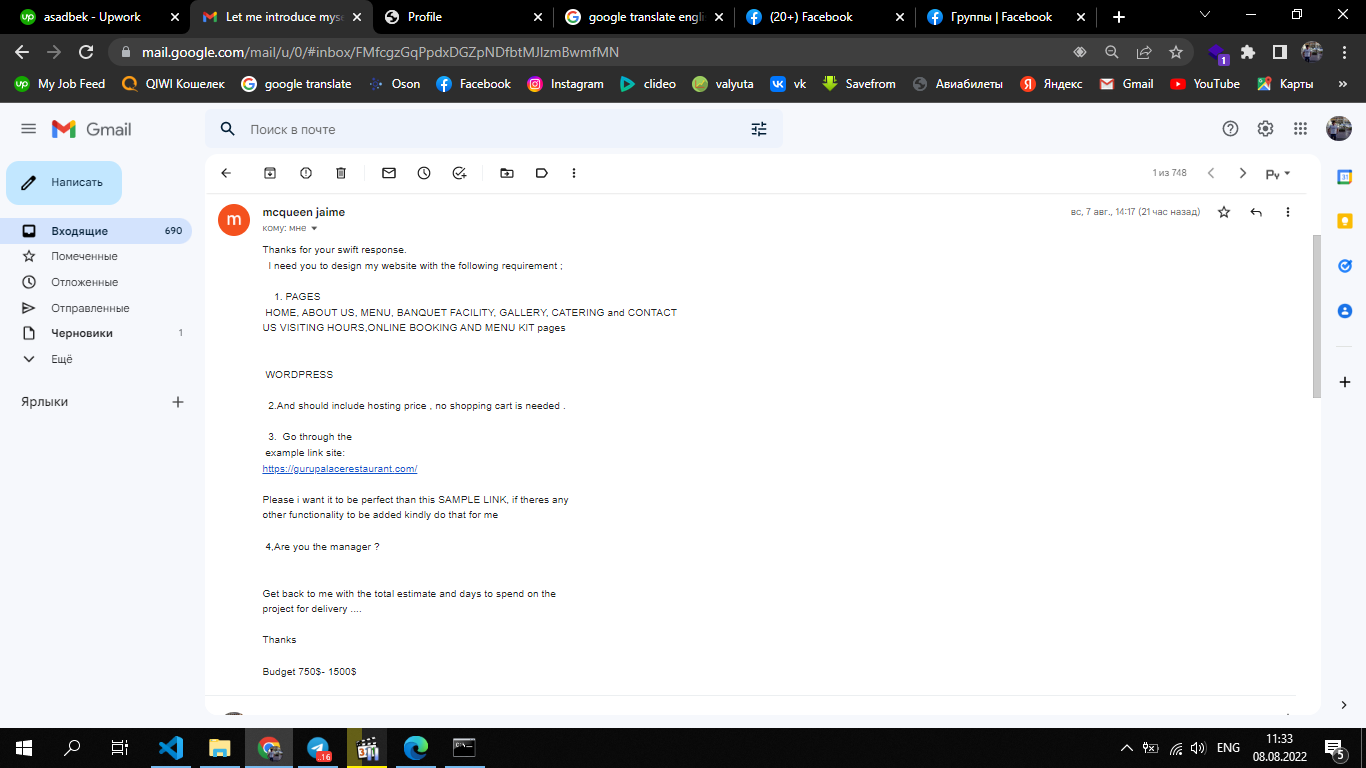 asadbek - Upwork
Let me introduce myse
Profile
google translate engli
(20+) Facebook
Группы | Facebook
mail.google.com/mail/u/0/#inbox/FMfcgzGqPpdxDGZpNDfbtMJIzmBwmfMN
1
My Job Feed
QIWI Кошелек
google translate
Oson
Facebook
Instagram
clideo
valyuta
vk
Savefrom
Авиабилеты
Яндекс
Gmail
YouTube
Карты
»
Gmail
Поиск в почте
Написать
1 из 748
Входящие 690
Помеченные
Отложенные
Отправленные
Черновики 1
Ещё
Ярлыки
m
mcqueen jaime
вс, 7 авг., 14:17 (21 час назад)
кому: мне
Thanks for your swift response.
I need you to design my website with the following requirement ;
1. PAGES
HOME, ABOUT US, MENU, BANQUET FACILITY, GALLERY, CATERING and CONTACT
US VISITING HOURS,ONLINE BOOKING AND MENU KIT pages
WORDPRESS
2.And should include hosting price , no shopping cart is needed .
3. Go through the
example link site:
https://gurupalacerestaurant.com/
Please i want it to be perfect than this SAMPLE LINK, if theres any
other functionality to be added kindly do that for me
4,Are you the manager ?
Get back to me with the total estimate and days to spend on the
project for delivery ....
Thanks
Budget 750$- 1500$
ENG
11:33
08.08.2022
5